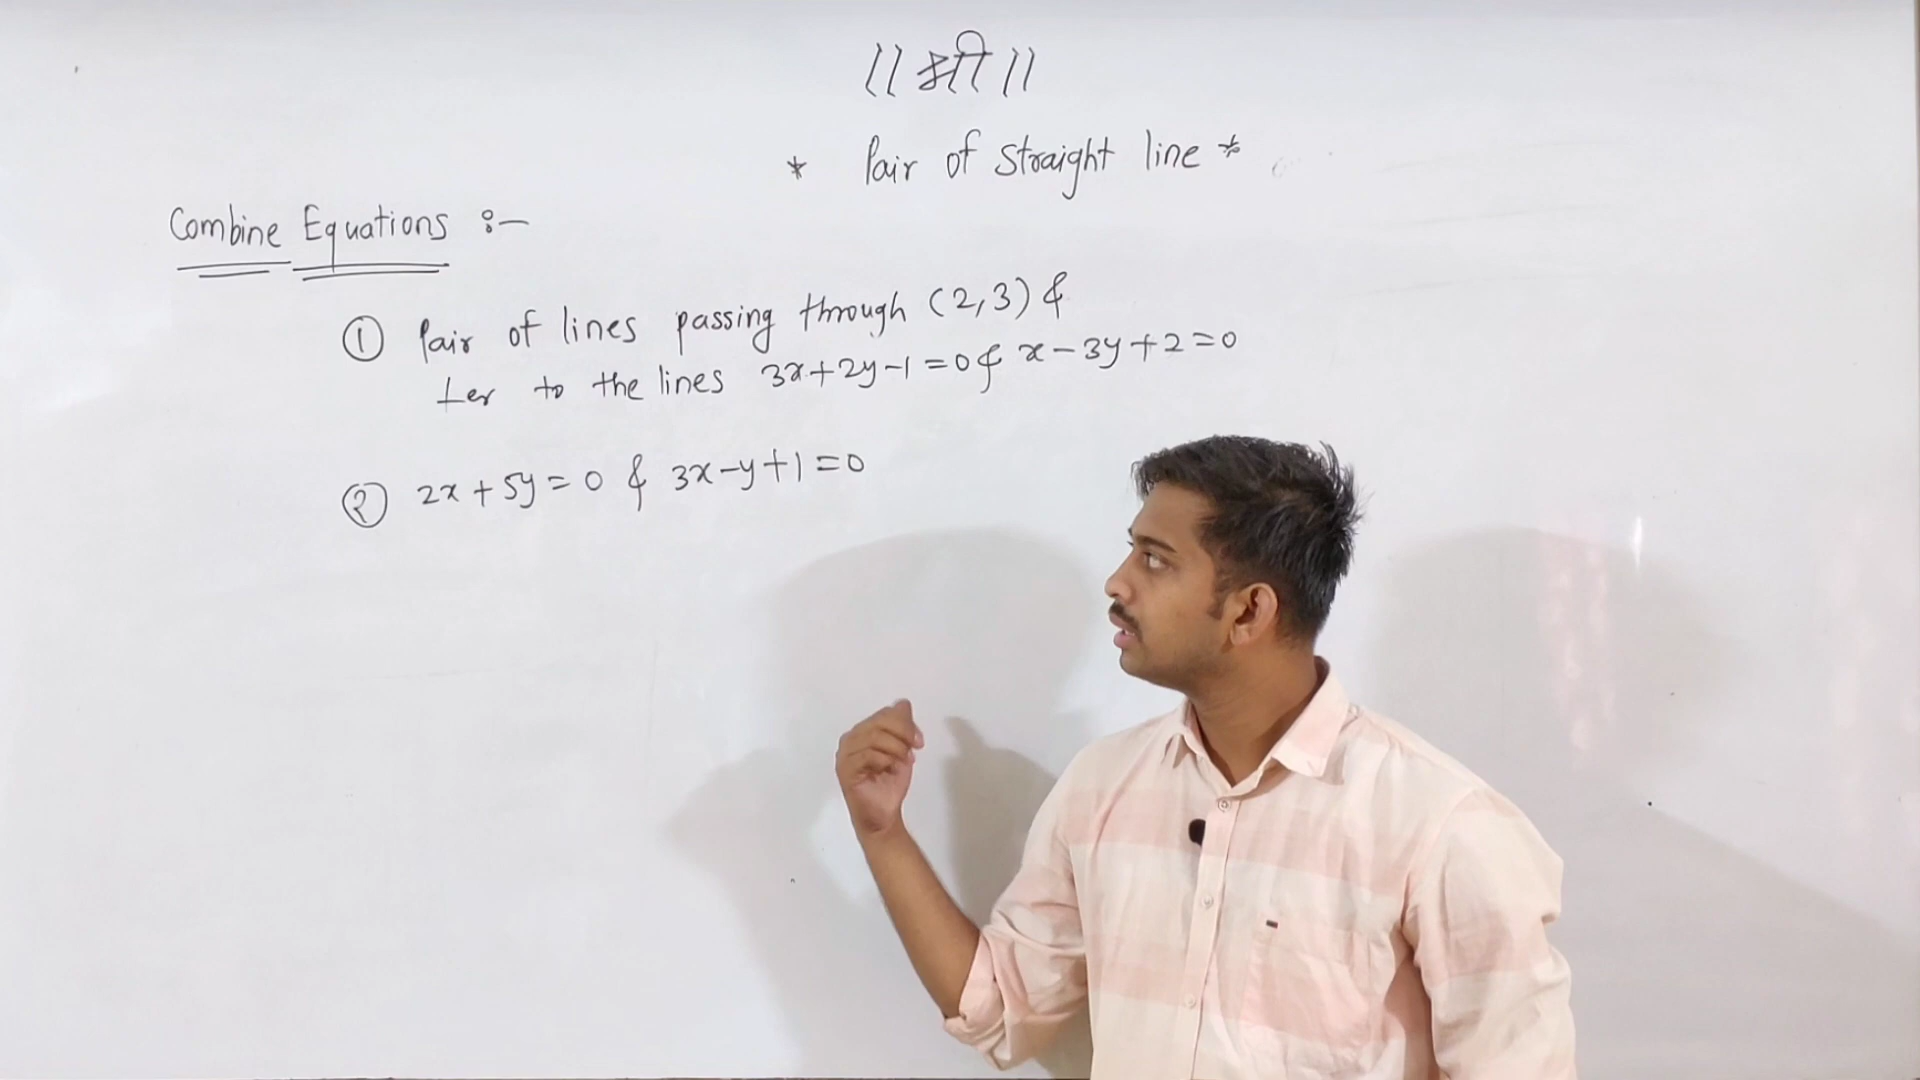 ।। श्री ।।
* Pair of straight line *
Combine Equations :-
① Pair of lines passing through (2,3) &
⊥er to the lines 3x+2y-1=0 & x-3y+2=0
② 2x+5y=0 & 3x-y+1=0